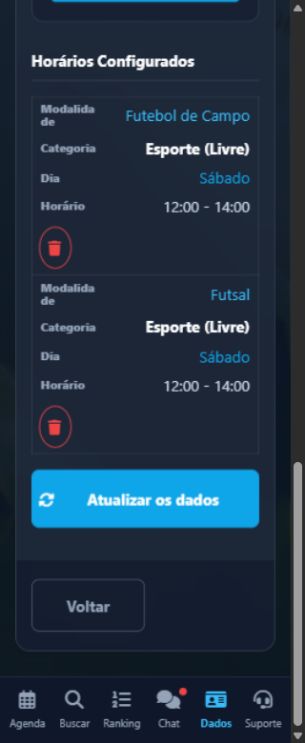 Horários Configurados
Modalida
de
Futebol de Campo
Categoria
Esporte (Livre)
Dia
Sábado
Horário
12:00 - 14:00
Modalida
de
Futsal
Categoria
Esporte (Livre)
Dia
Sábado
Horário
12:00 - 14:00
Atualizar os dados
Voltar
Agenda
Buscar
Ranking
Chat
Dados
Suporte